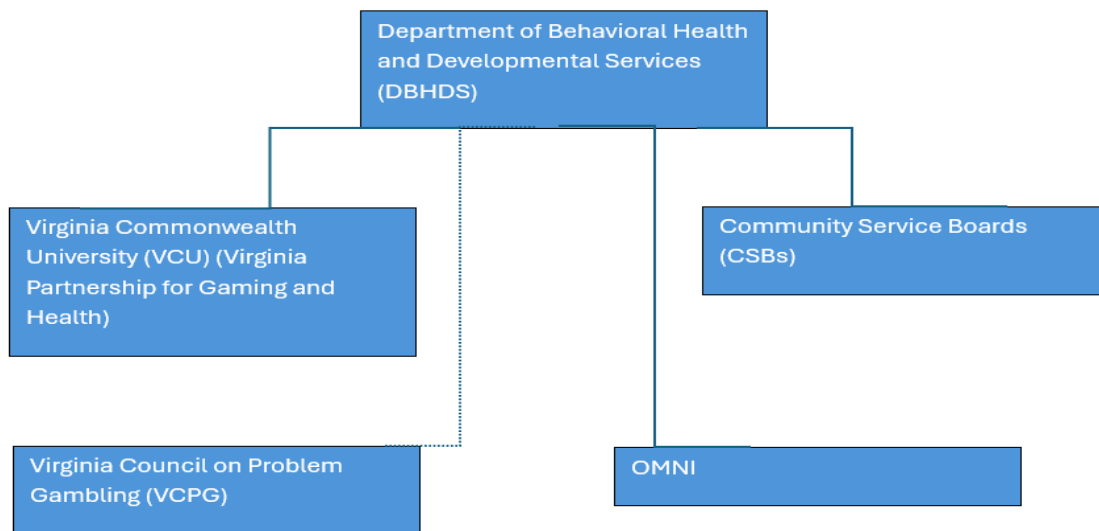 Department of Behavioral Health
and Developmental Services
(DBHDS)
Virginia Commonwealth
University (VCU) (Virginia
Partnership for Gaming and
Health)
Community Service Boards
(CSBs)
Virginia Council on Problem
Gambling (VCPG)
OMNI